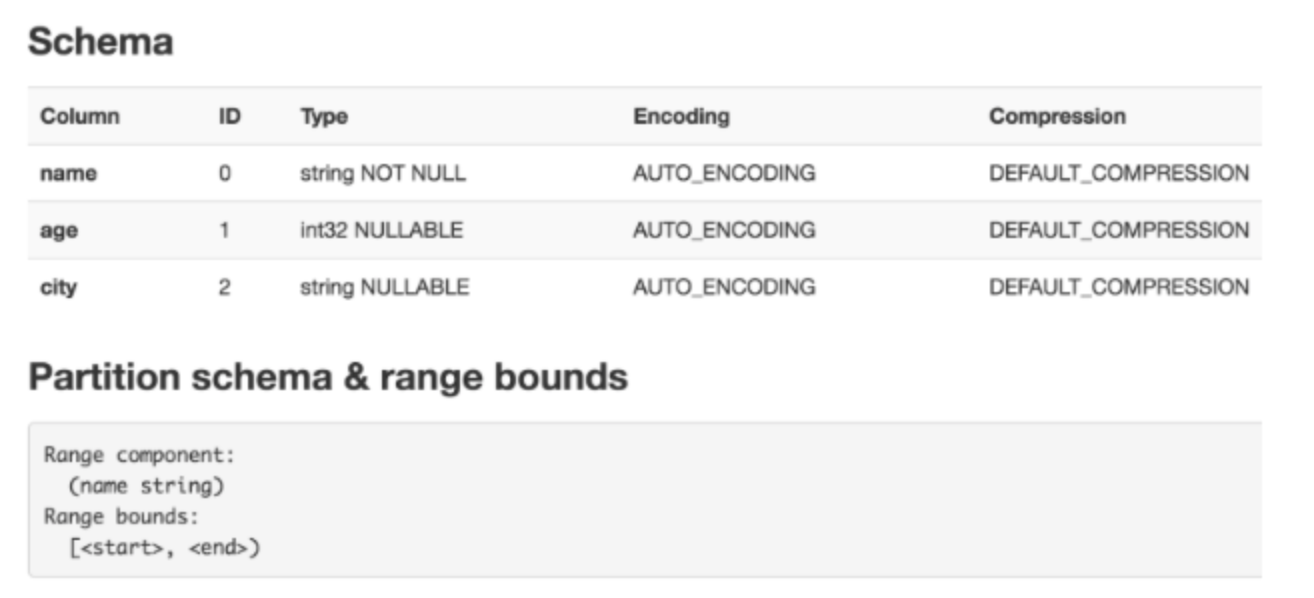 Schema
Column ID Type Encoding Compression
name 0 string NOT NULL AUTO_ENCODING DEFAULT_COMPRESSION
age 1 int32 NULLABLE AUTO_ENCODING DEFAULT_COMPRESSION
city 2 string NULLABLE AUTO_ENCODING DEFAULT_COMPRESSION
Partition schema & range bounds
Range component:
(name string)
Range bounds:
[<start>, <end>)